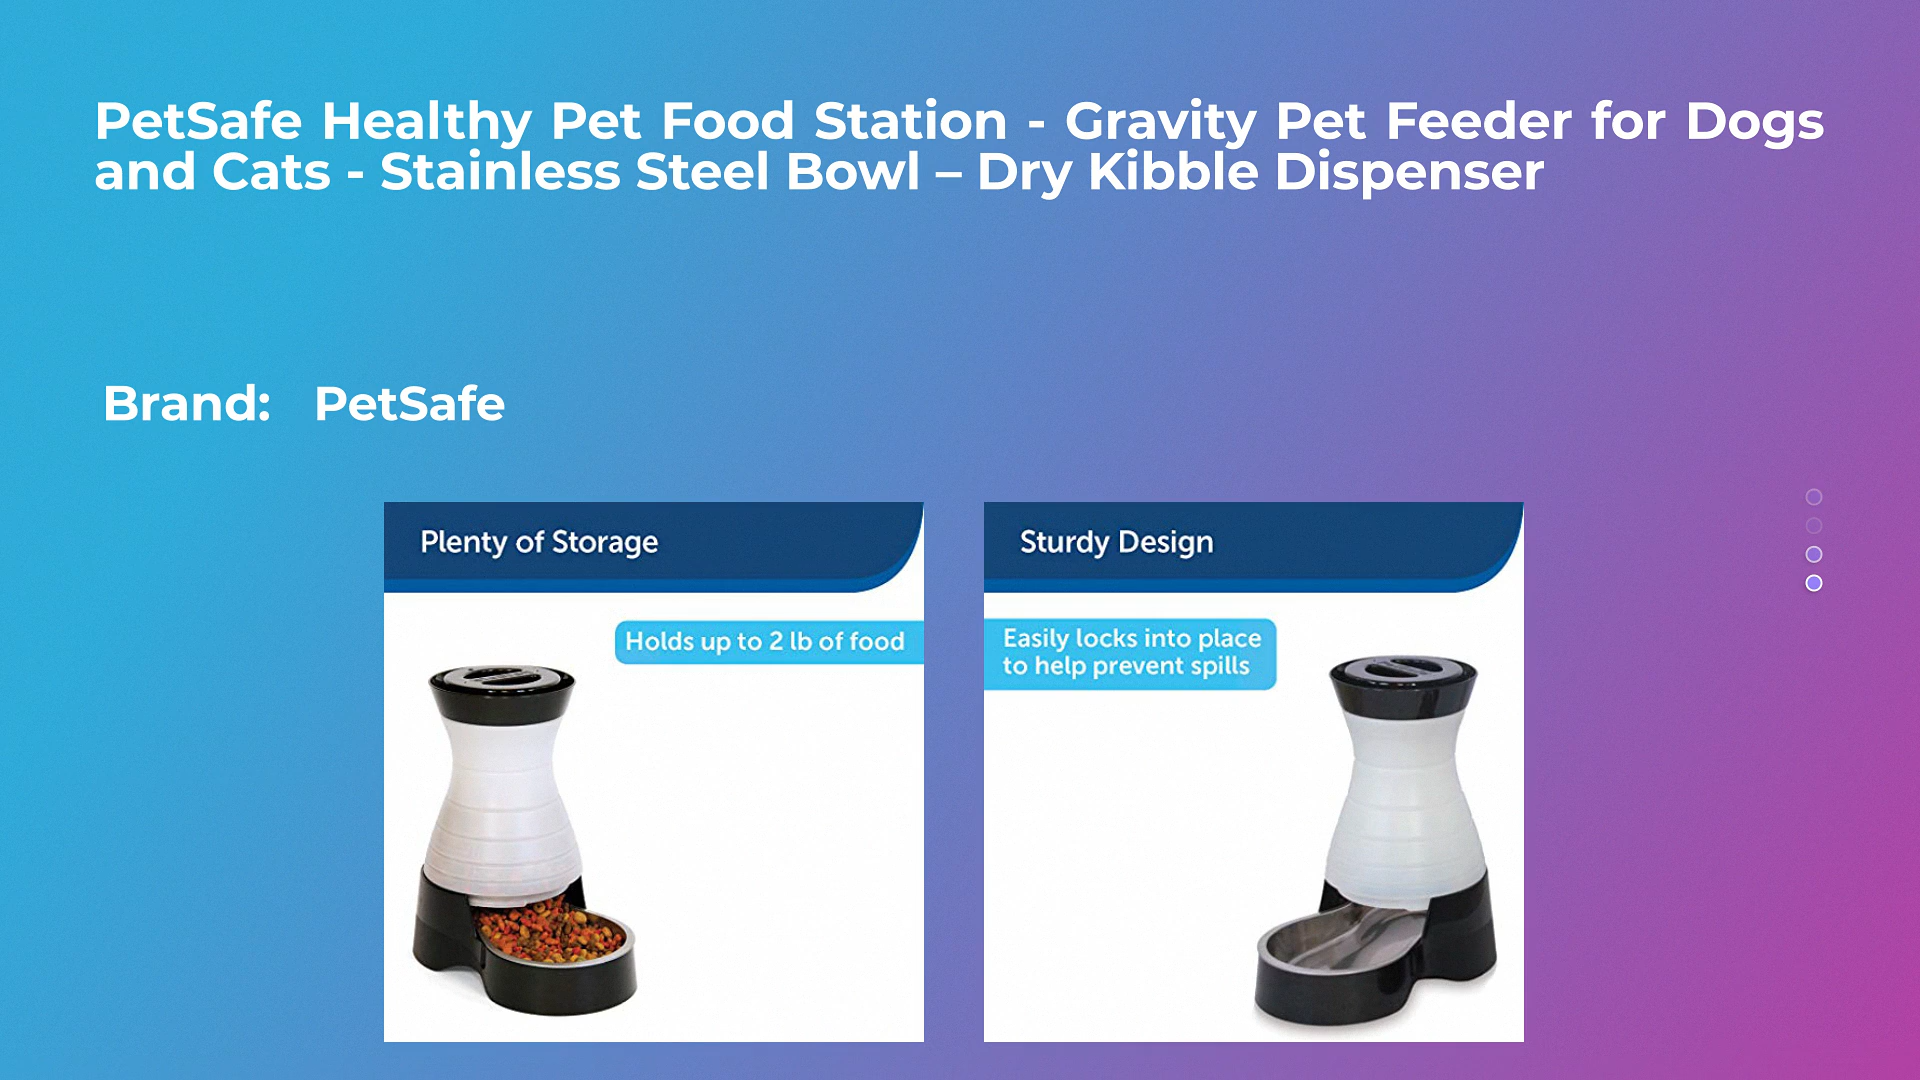 PetSafe Healthy Pet Food Station - Gravity Pet Feeder for Dogs
and Cats - Stainless Steel Bowl – Dry Kibble Dispenser
Brand: PetSafe
Plenty of Storage
Holds up to 2 lb of food
Sturdy Design
Easily locks into place
to help prevent spills